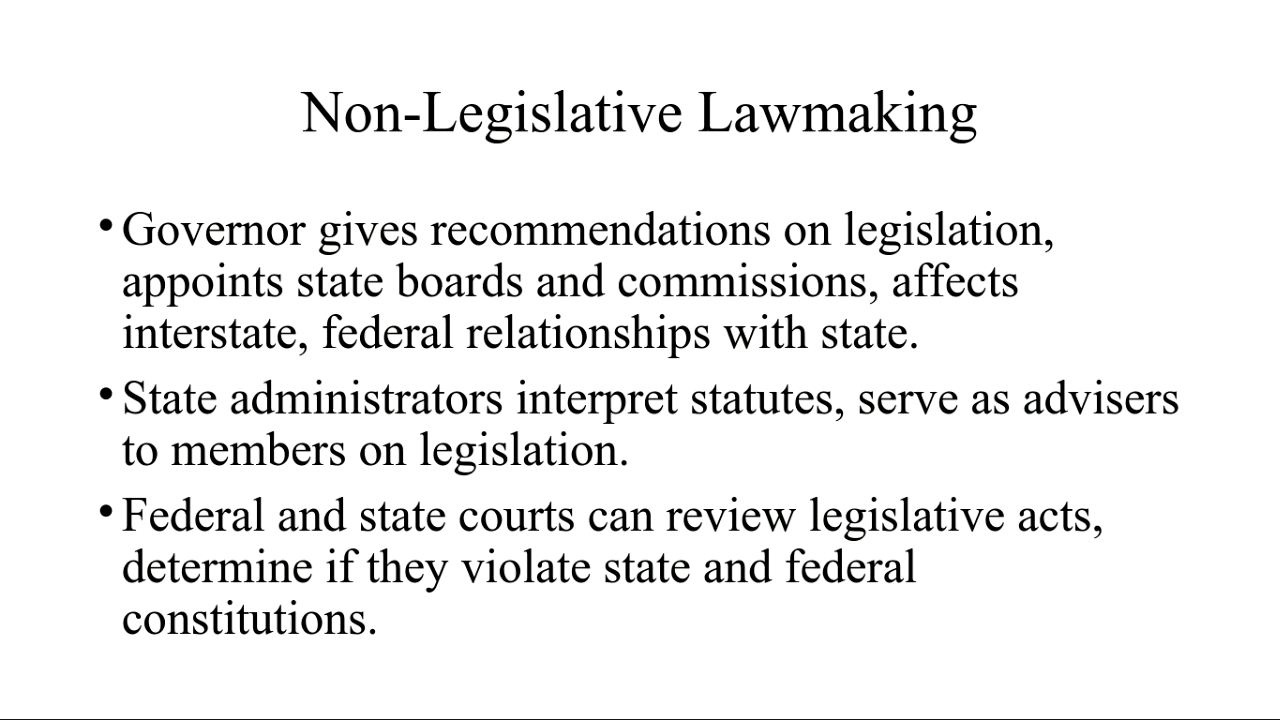 Non-Legislative Lawmaking
• Governor gives recommendations on legislation,
appoints state boards and commissions, affects
interstate, federal relationships with state.
• State administrators interpret statutes, serve as advisers
to members on legislation.
• Federal and state courts can review legislative acts,
determine if they violate state and federal
constitutions.